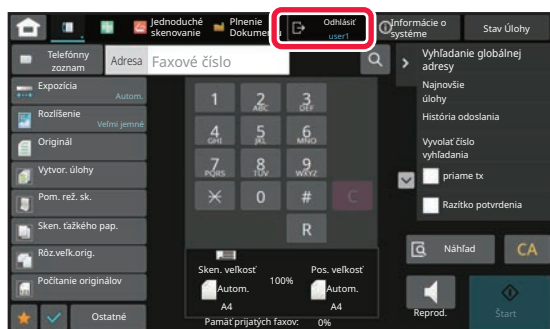 Jednoduché
skenovanie
Plnenie
Dokumentu
Odhlásiť
user1
Informácie o
systéme
Stav Úlohy
Telefónny
zoznam
Adresa
Faxové číslo
Expozícia
Autom.
Rozlíšenie
Veľmi jemné
Originál
Vytvor. úlohy
Pom. rež. sk.
Sken. ťažkého
pap.
Rôz.veľk.orig.
Počítanie originálov
Ostatné
1
2
ABC
3
DEF
4
GHI
5
JKL
6
MNO
7
PQRS
8
TUV
9
WXYZ
0
#
C
R
Sken. veľkosť
Autom.
A4
100%
Pos. veľkosť
Autom.
A4
Pamäť prijatých faxov: 0%
Vyhľadanie globálnej
adresy
Najnovšie
úlohy
História odoslania
Vyvolať číslo
vyhľadania
priame tx
Razítko potvrdenia
Náhľad
CA
Reprod.
Štart